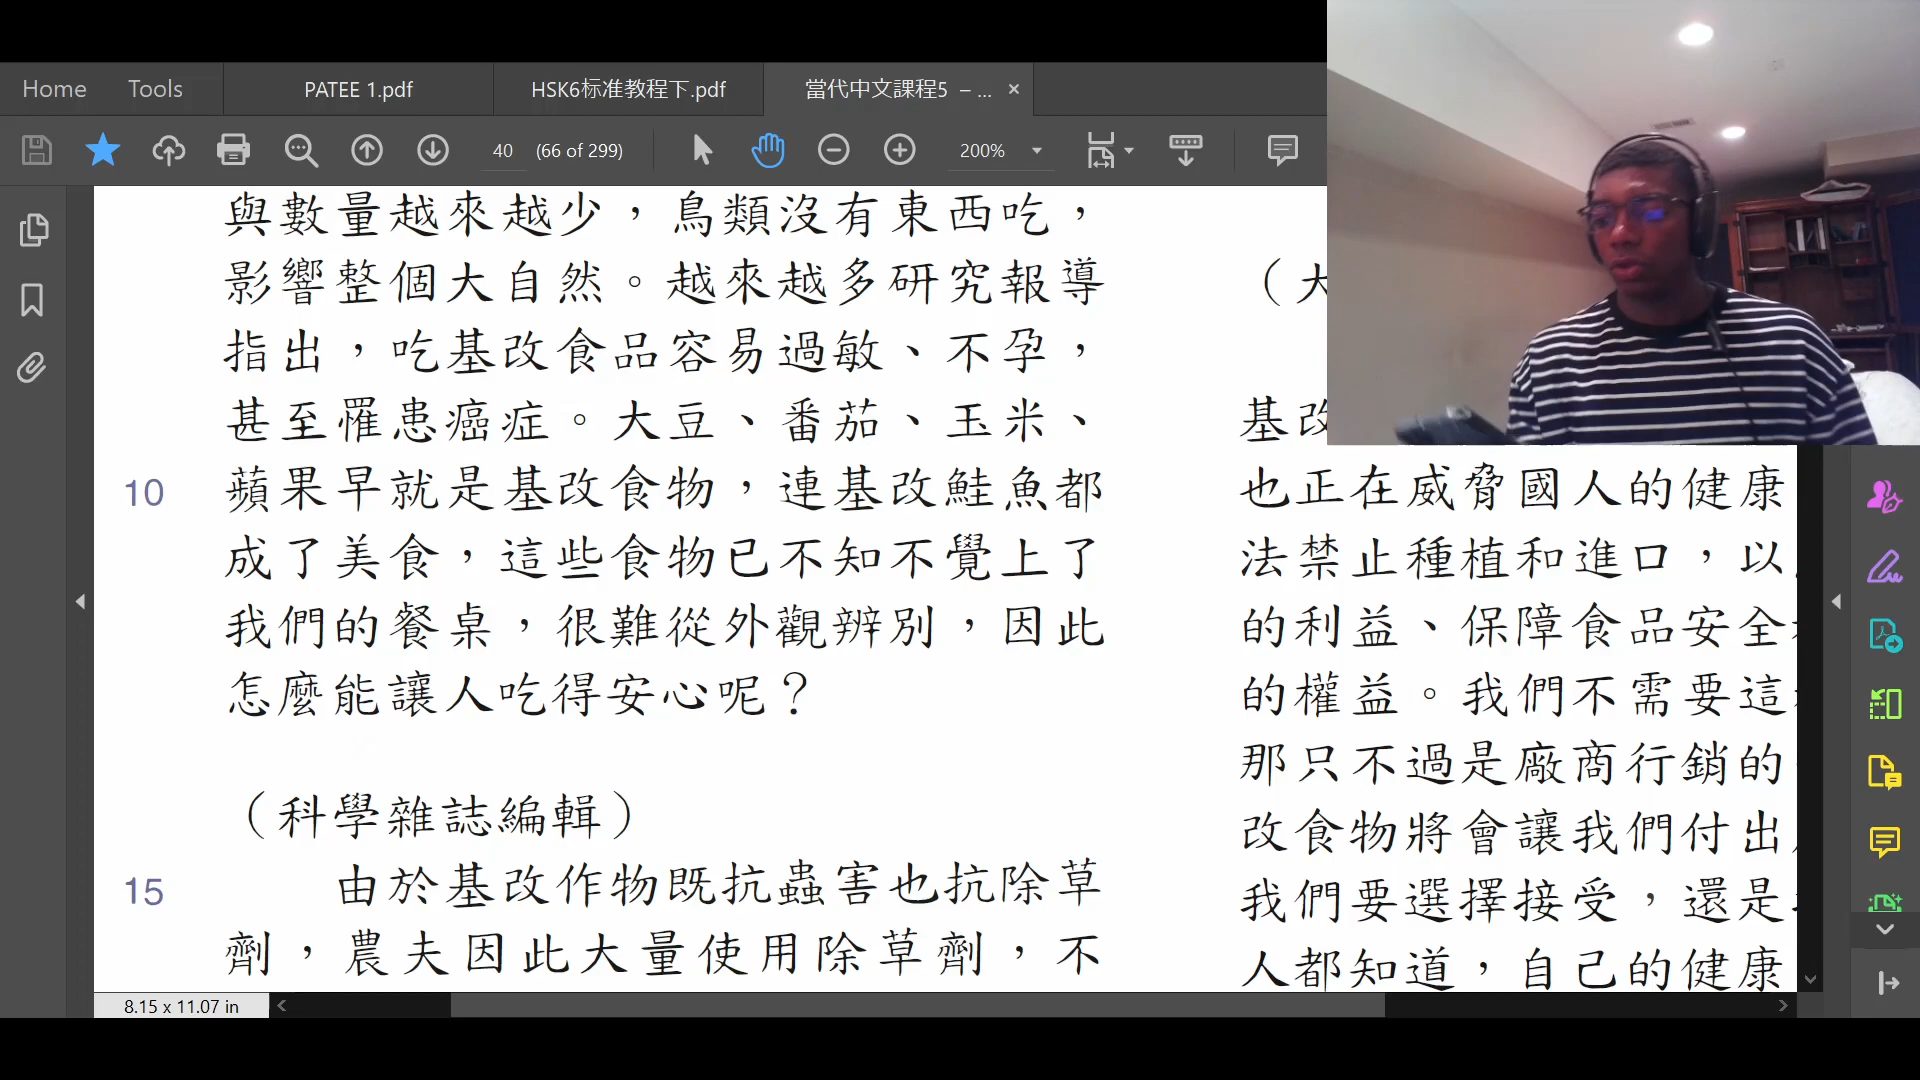 Home Tools PATEE 1.pdf HSK6标准教程下.pdf 當代中文課程5 – ... ×
40 (66 of 299) 200%
與數量越來越少，鳥類沒有東西吃，
影響整個大自然。越來越多研究報導
指出，吃基改食品容易過敏、不孕，
甚至罹患癌症。大豆、番茄、玉米、
10 蘋果早就是基改食物，連基改鮭魚都
成了美食，這些食物已不知不覺上了
我們的餐桌，很難從外觀辨別，因此
怎麼能讓人吃得安心呢？
（科學雜誌編輯）
15 由於基改作物既抗蟲害也抗除草
劑，農夫因此大量使用除草劑，不
（大
基改
也正在威脅國人的健康
法禁止種植和進口，以
的利益、保障食品安全
的權益。我們不需要這
那只不過是廠商行銷的
改食物將會讓我們付出
我們要選擇接受，還是
人都知道，自己的健康
8.15 x 11.07 in